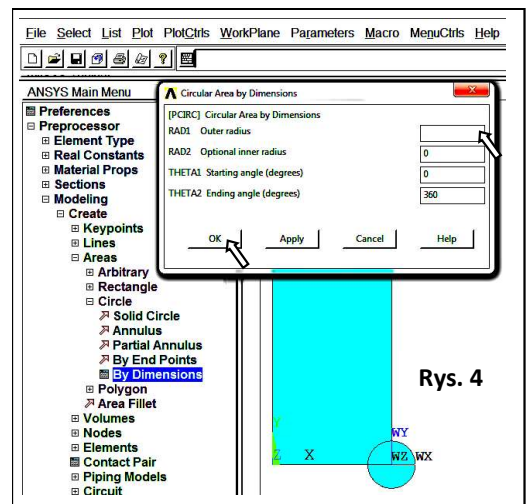 File Select List Plot PlotCtrls WorkPlane Parameters Macro MenuCtrls Help
ANSYS Main Menu
Preferences
Preprocessor
Element Type
Real Constants
Material Props
Sections
Modeling
Create
Keypoints
Lines
Areas
Arbitrary
Rectangle
Circle
Solid Circle
Annulus
Partial Annulus
By End Points
By Dimensions
Polygon
Area Fillet
Volumes
Nodes
Elements
Contact Pair
Piping Models
Circuit
Circular Area by Dimensions
[PCIRC] Circular Area by Dimensions
RAD1 Outer radius
RAD2 Optional inner radius 0
THETA1 Starting angle (degrees) 0
THETA2 Ending angle (degrees) 360
OK Apply Cancel Help
Rys. 4
Y
WY
Z X WZ WX